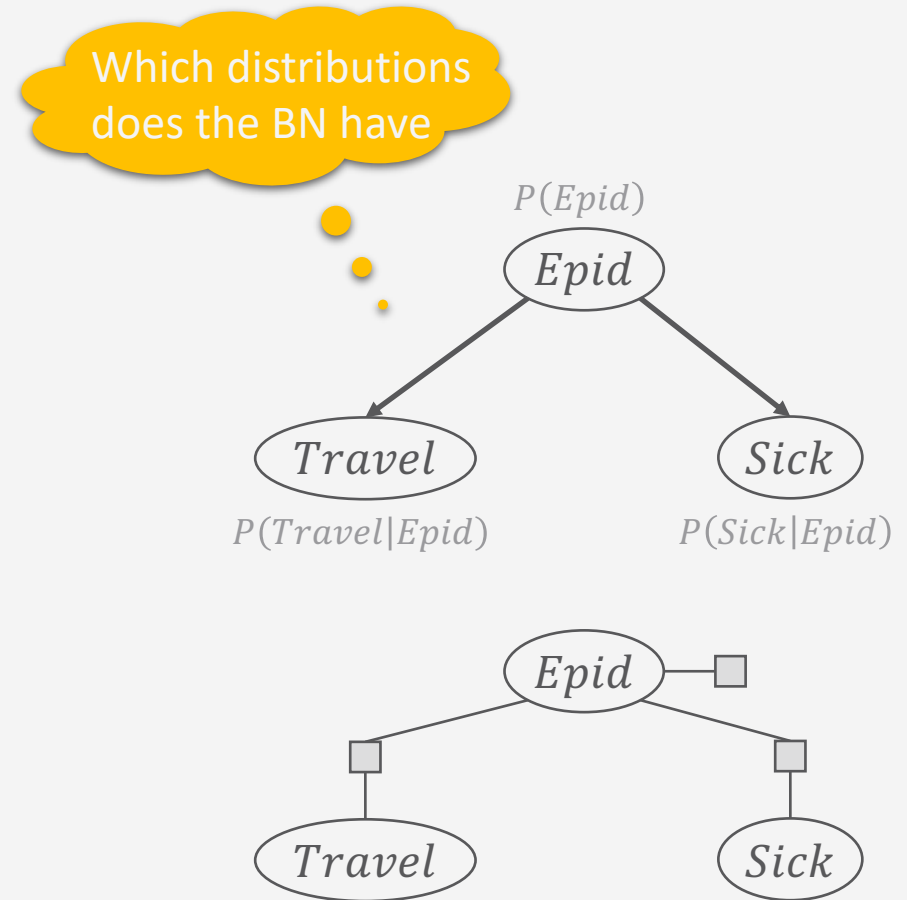 Which distributions
does the BN have
P(Epid)
Epid
Travel
Sick
P(Travel|Epid)
P(Sick|Epid)
Epid
Travel
Sick